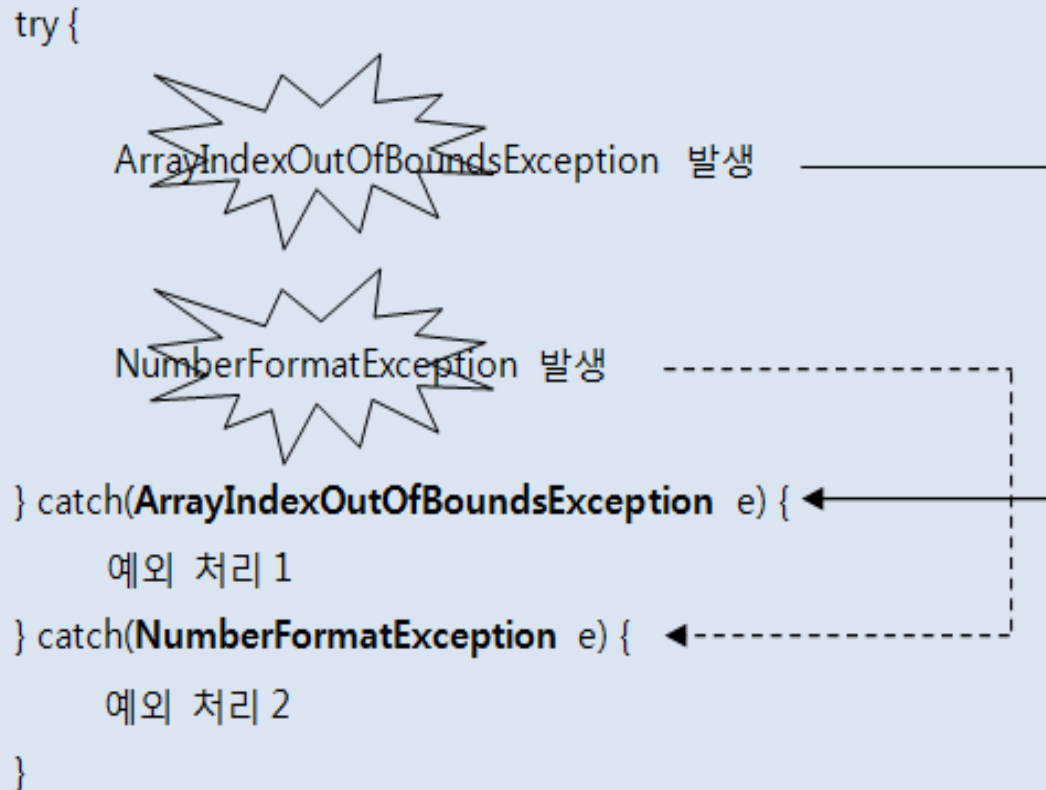 try {
ArrayIndexOutOfBoundsException 발생
NumberFormatException 발생
} catch(ArrayIndexOutOfBoundsException e) {
예외 처리 1
} catch(NumberFormatException e) {
예외 처리 2
}